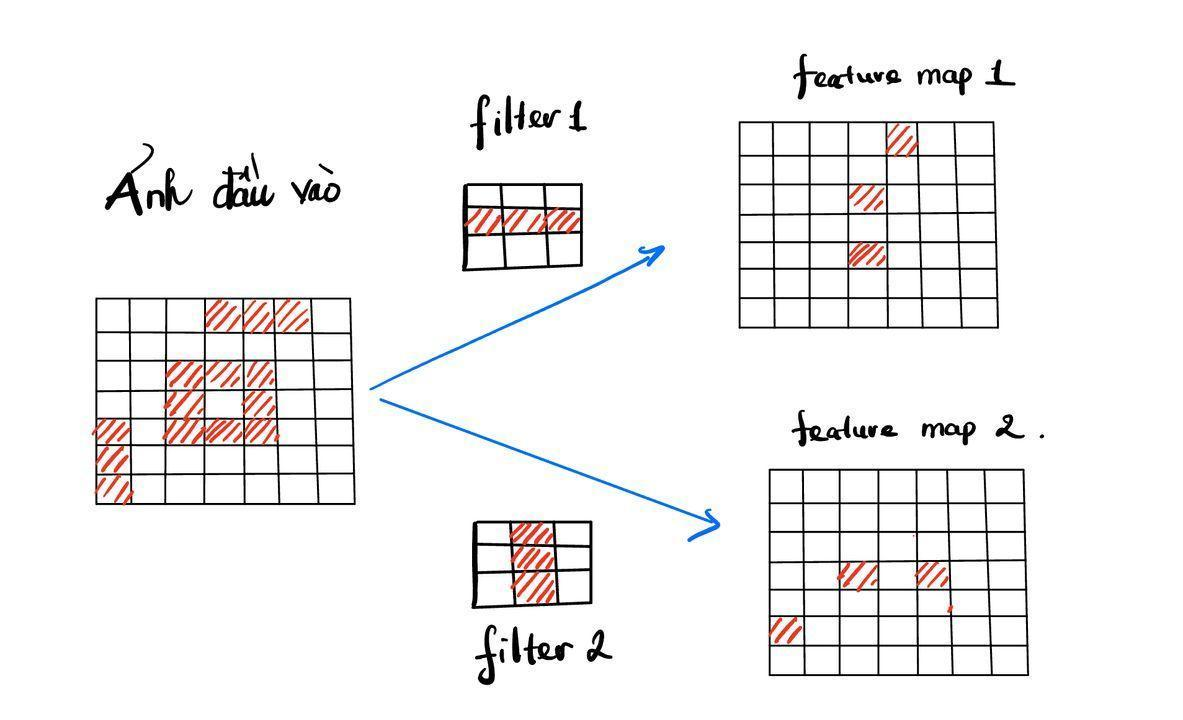 Ảnh đầu vào
filter 1
feature map 1
feature map 2.
filter 2